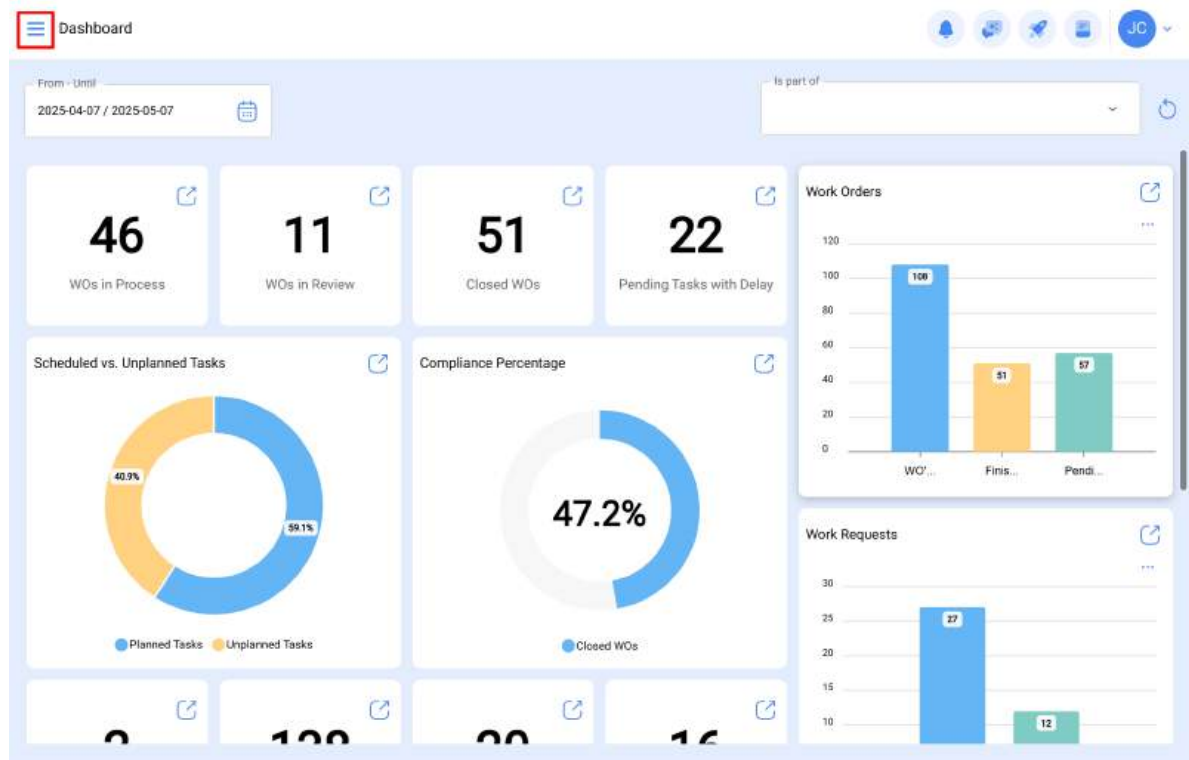 Dashboard
JC
From - Until
2025-04-07 / 2025-05-07
Is part of
46
WOs in Process
11
WOs in Review
51
Closed WOs
22
Pending Tasks with Delay
Work Orders
120
100
80
60
40
20
0
108
51
57
WO'...
Finis...
Pendi...
Scheduled vs. Unplanned Tasks
40.9%
59.1%
Planned Tasks
Unplanned Tasks
Compliance Percentage
47.2%
Closed WOs
Work Requests
30
25
20
15
10
27
12